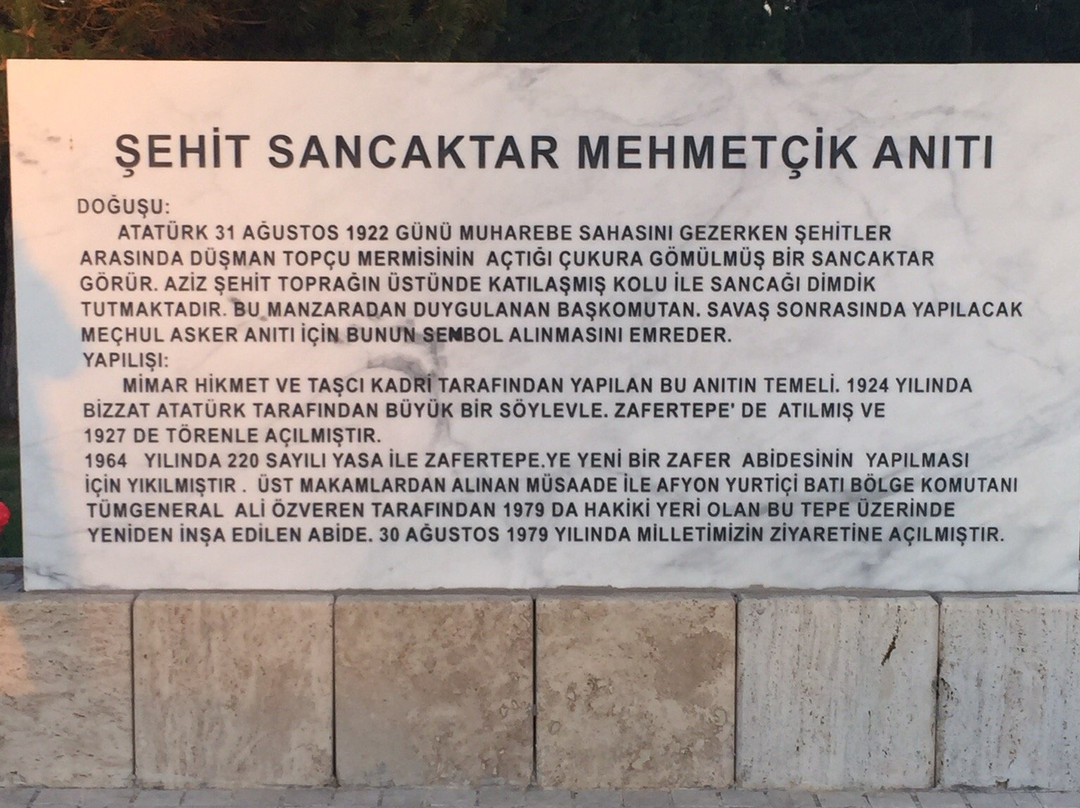 ŞEHİT SANCAKTAR MEHMETÇİK ANITI
DOĞUŞU:
ATATÜRK 31 AĞUSTOS 1922 GÜNÜ MUHAREBE SAHASINI GEZERKEN ŞEHİTLER
ARASINDA DÜŞMAN TOPÇU MERMİSİNİN AÇTIĞI ÇUKURA GÖMÜLMÜŞ BİR SANCAKTAR
GÖRÜR. AZİZ ŞEHİT TOPRAĞIN ÜSTÜNDE KATILAŞMIŞ KOLU İLE SANCAĞI DİMDİK
TUTMAKTADIR. BU MANZARADAN DUYGULANAN BAŞKOMUTAN. SAVAŞ SONRASINDA YAPILACAK
MEÇHUL ASKER ANITI İÇİN BUNUN SENBOL ALINMASINI EMREDER.
YAPILIŞI:
MİMAR HİKMET VE TAŞCI KADRİ TARAFINDAN YAPILAN BU ANITIN TEMELİ. 1924 YILINDA
BİZZAT ATATÜRK TARAFINDAN BÜYÜK BİR SÖYLEVLE. ZAFERTEPE' DE ATILMIŞ VE
1927 DE TÖRENLE AÇILMIŞTIR.
1964 YILINDA 220 SAYILI YASA İLE ZAFERTEPE.YE YENİ BİR ZAFER ABİDESİNİN YAPILMASI
İÇİN YIKILMIŞTIR . ÜST MAKAMLARDAN ALINAN MÜSAADE İLE AFYON YURTİÇİ BATI BÖLGE KOMUTANI
TÜMGENERAL ALİ ÖZVEREN TARAFINDAN 1979 DA HAKİKİ YERİ OLAN BU TEPE ÜZERİNDE
YENİDEN İNŞA EDİLEN ABİDE. 30 AĞUSTOS 1979 YILINDA MİLLETİMİZİN ZİYARETİNE AÇILMIŞTIR.